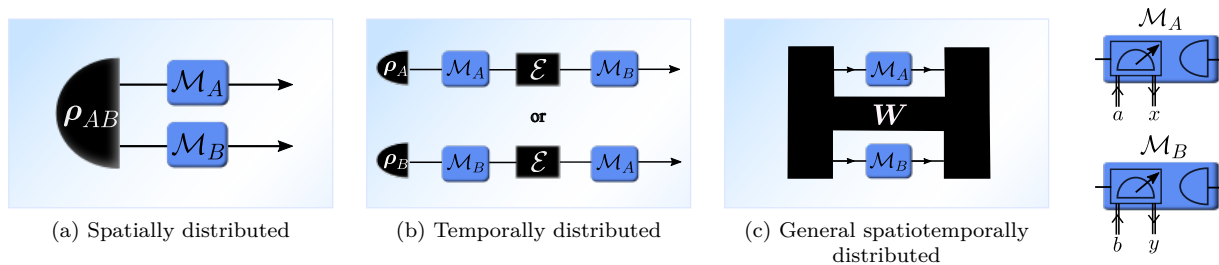 ρ_AB
M_A
M_B
(a) Spatially distributed
ρ_A M_A ℰ M_B
or
ρ_B M_B ℰ M_A
(b) Temporally distributed
M_A
W
M_B
(c) General spatiotemporally
distributed
M_A
a x
M_B
b y